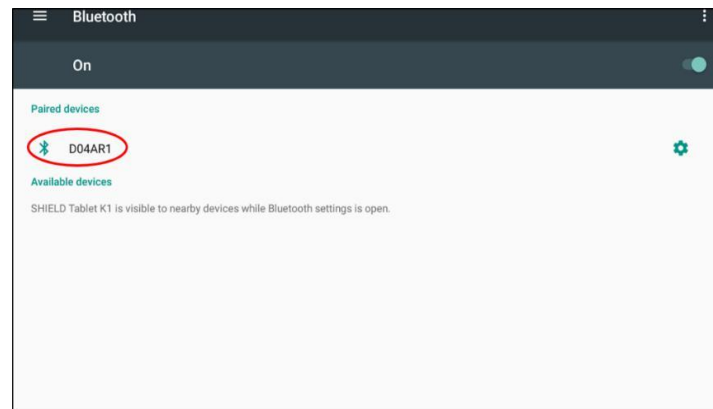 Bluetooth
On
Paired devices
D04AR1
Available devices
SHIELD Tablet K1 is visible to nearby devices while Bluetooth settings is open.